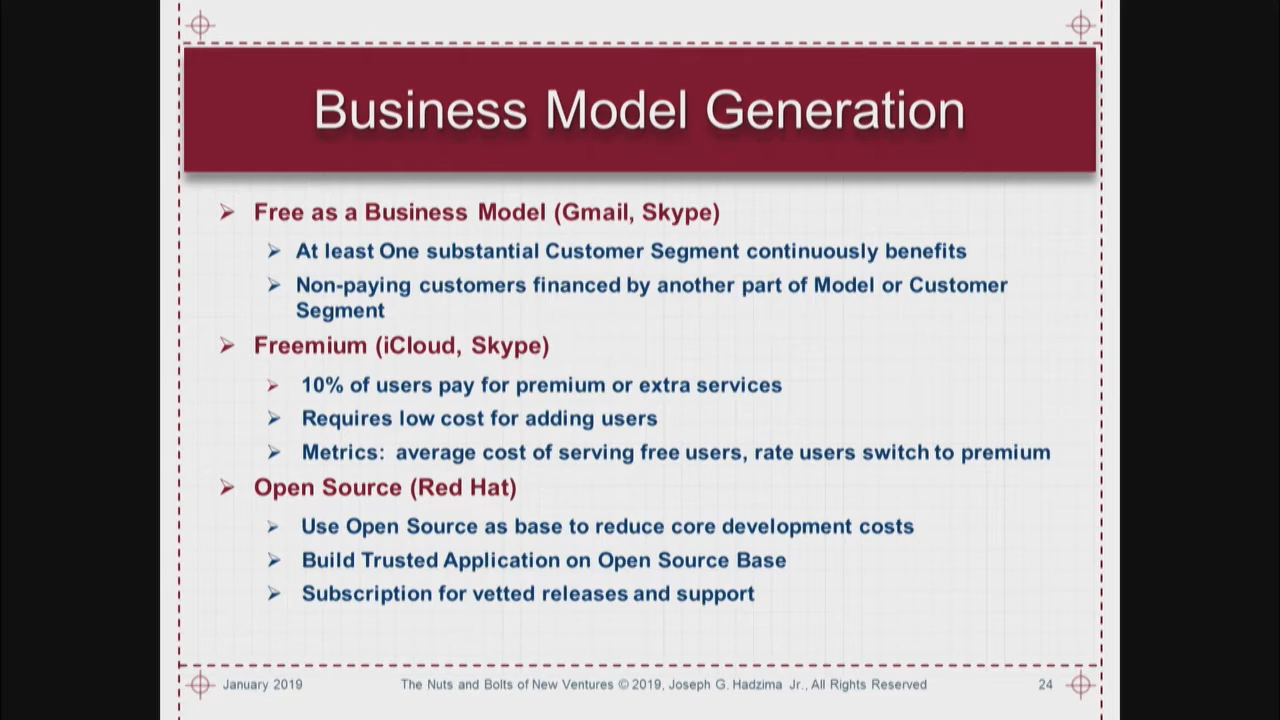 Business Model Generation
Free as a Business Model (Gmail, Skype)
At least One substantial Customer Segment continuously benefits
Non-paying customers financed by another part of Model or Customer
Segment
Freemium (iCloud, Skype)
10% of users pay for premium or extra services
Requires low cost for adding users
Metrics: average cost of serving free users, rate users switch to premium
Open Source (Red Hat)
Use Open Source as base to reduce core development costs
Build Trusted Application on Open Source Base
Subscription for vetted releases and support
January 2019 The Nuts and Bolts of New Ventures © 2019, Joseph G. Hadzima Jr., All Rights Reserved 24